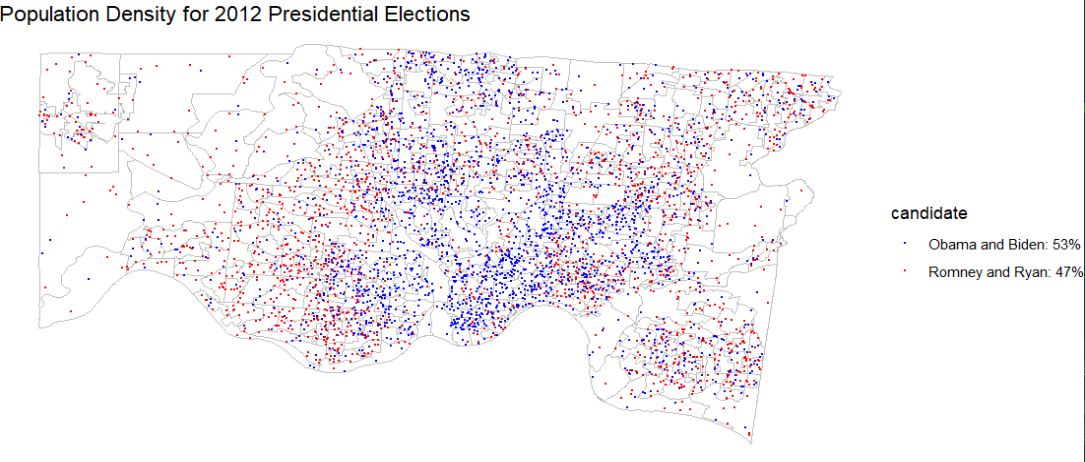 Population Density for 2012 Presidential Elections
candidate
Obama and Biden: 53%
Romney and Ryan: 47%